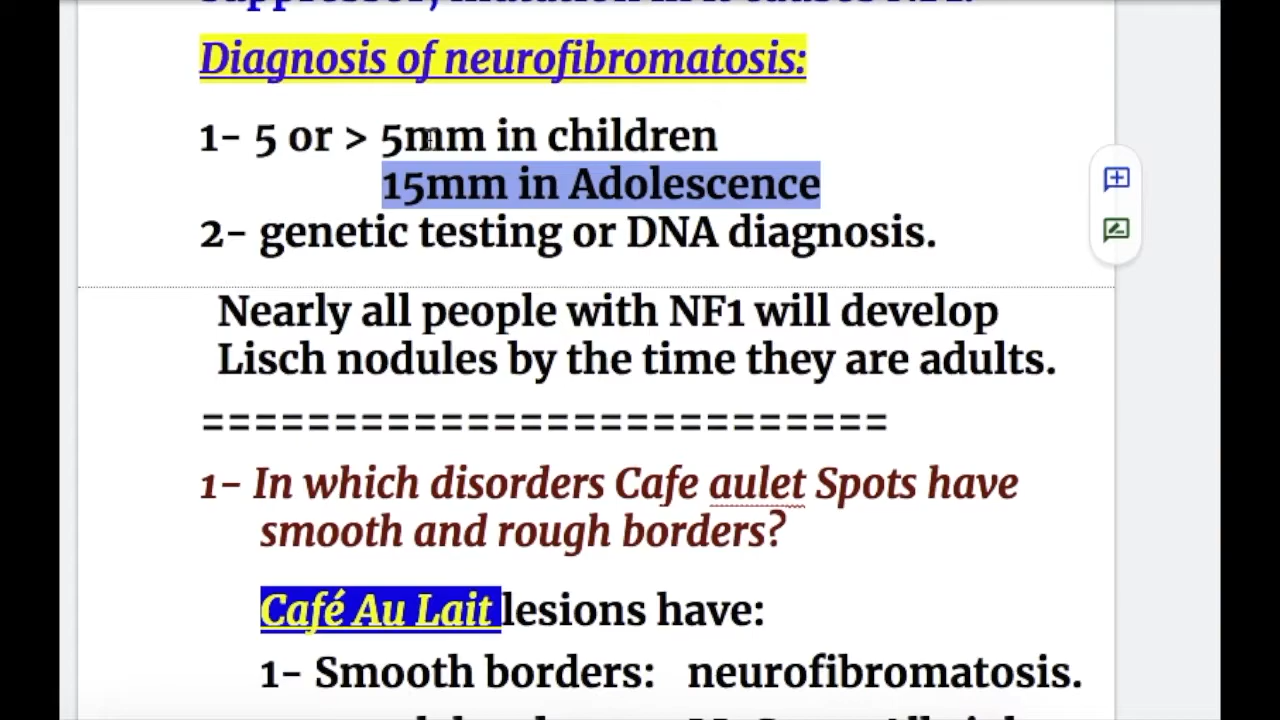 Diagnosis of neurofibromatosis:
1- 5 or > 5mm in children
15mm in Adolescence
2- genetic testing or DNA diagnosis.
Nearly all people with NF1 will develop
Lisch nodules by the time they are adults.
==========================
1- In which disorders Cafe aulet Spots have
smooth and rough borders?
Café Au Lait lesions have:
1- Smooth borders: neurofibromatosis.